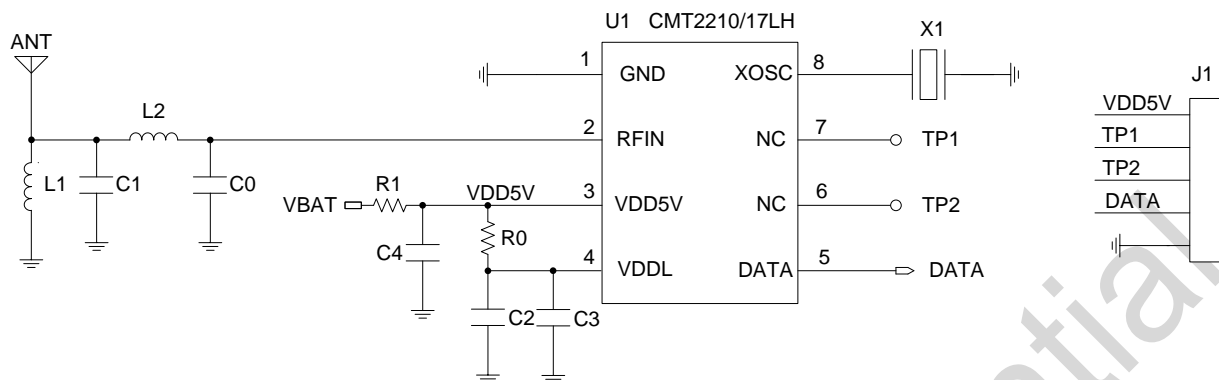 U1 CMT2210/17LH
ANT
X1
J1
1
GND
XOSC
8
VDD5V
L2
TP1
2
RFIN
NC
7
TP1
TP2
L1
C1
C0
R1
VDD5V
3
VDD5V
NC
6
TP2
DATA
VBAT
R0
C4
4
VDDL
DATA
5
DATA
C2
C3